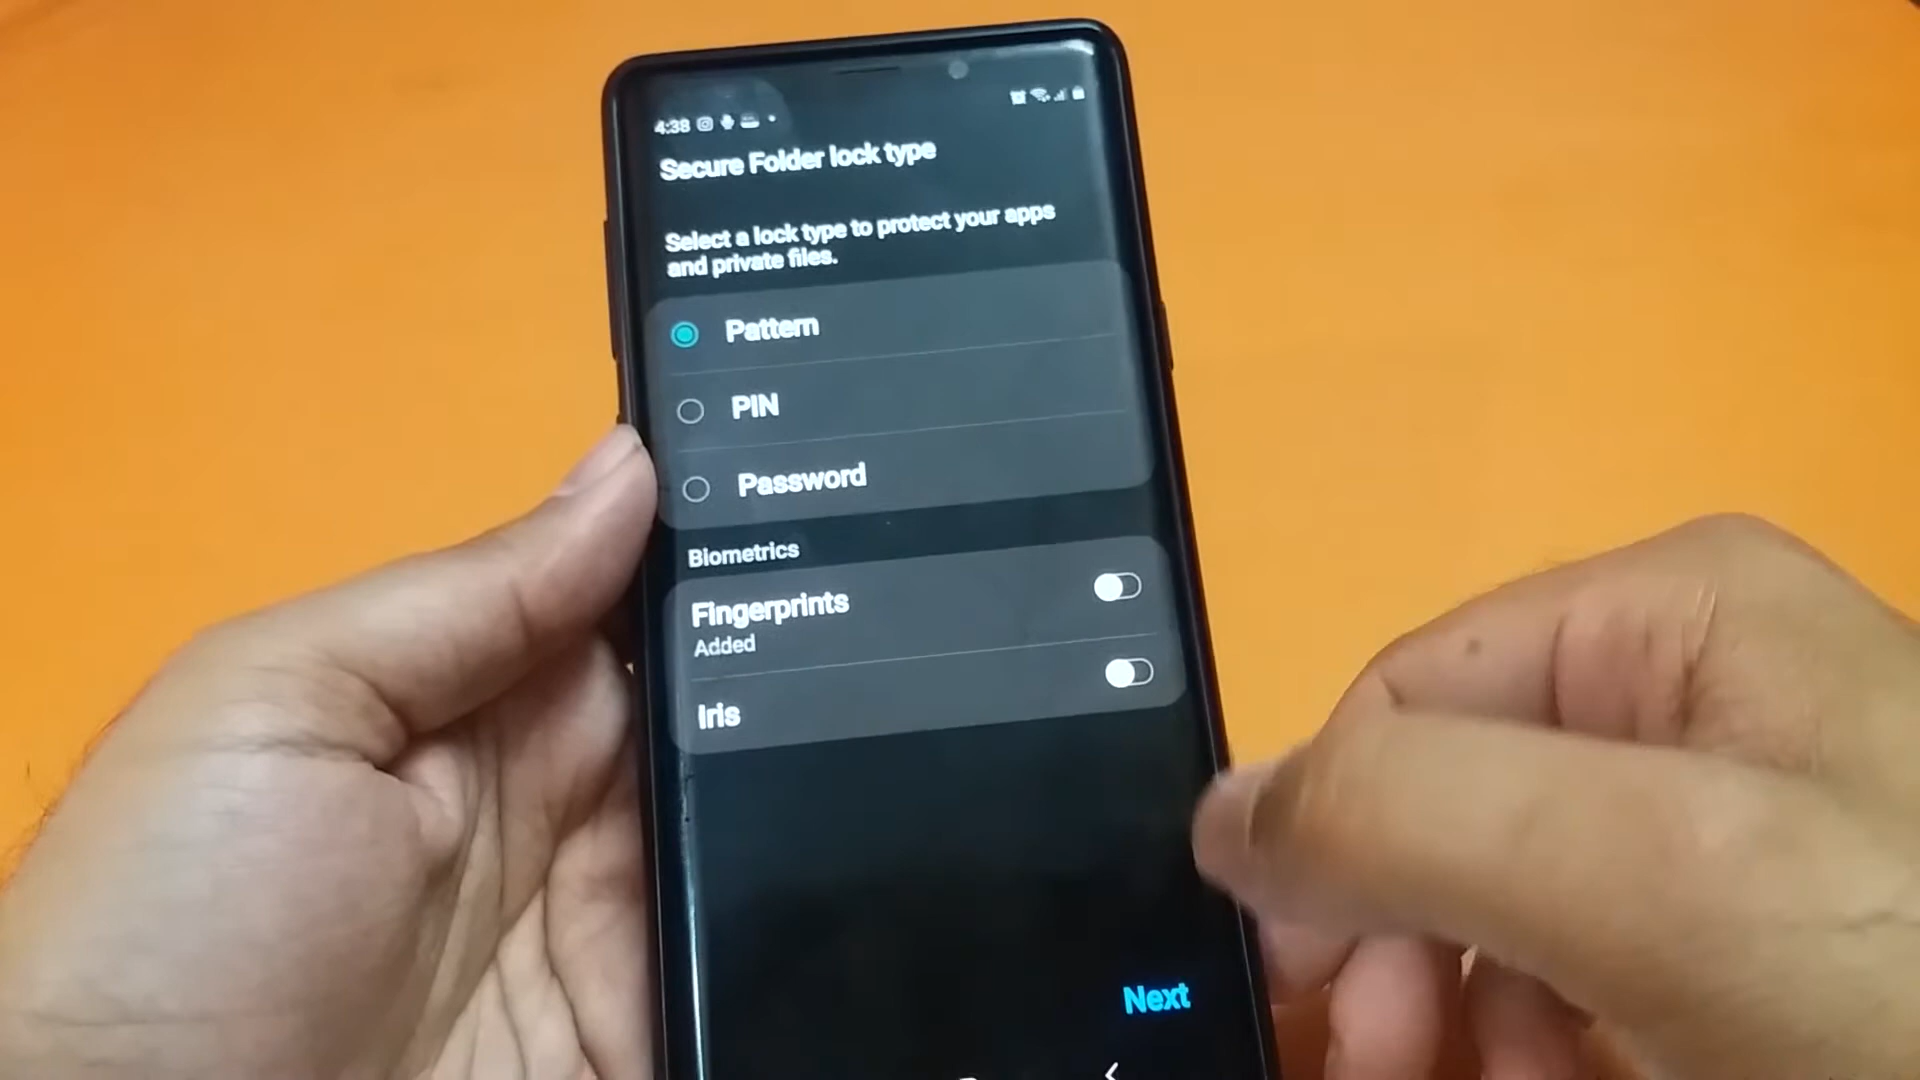 4:38
Secure Folder lock type
Select a lock type to protect your apps
and private files.
Pattern
PIN
Password
Biometrics
Fingerprints
Added
Iris
Next